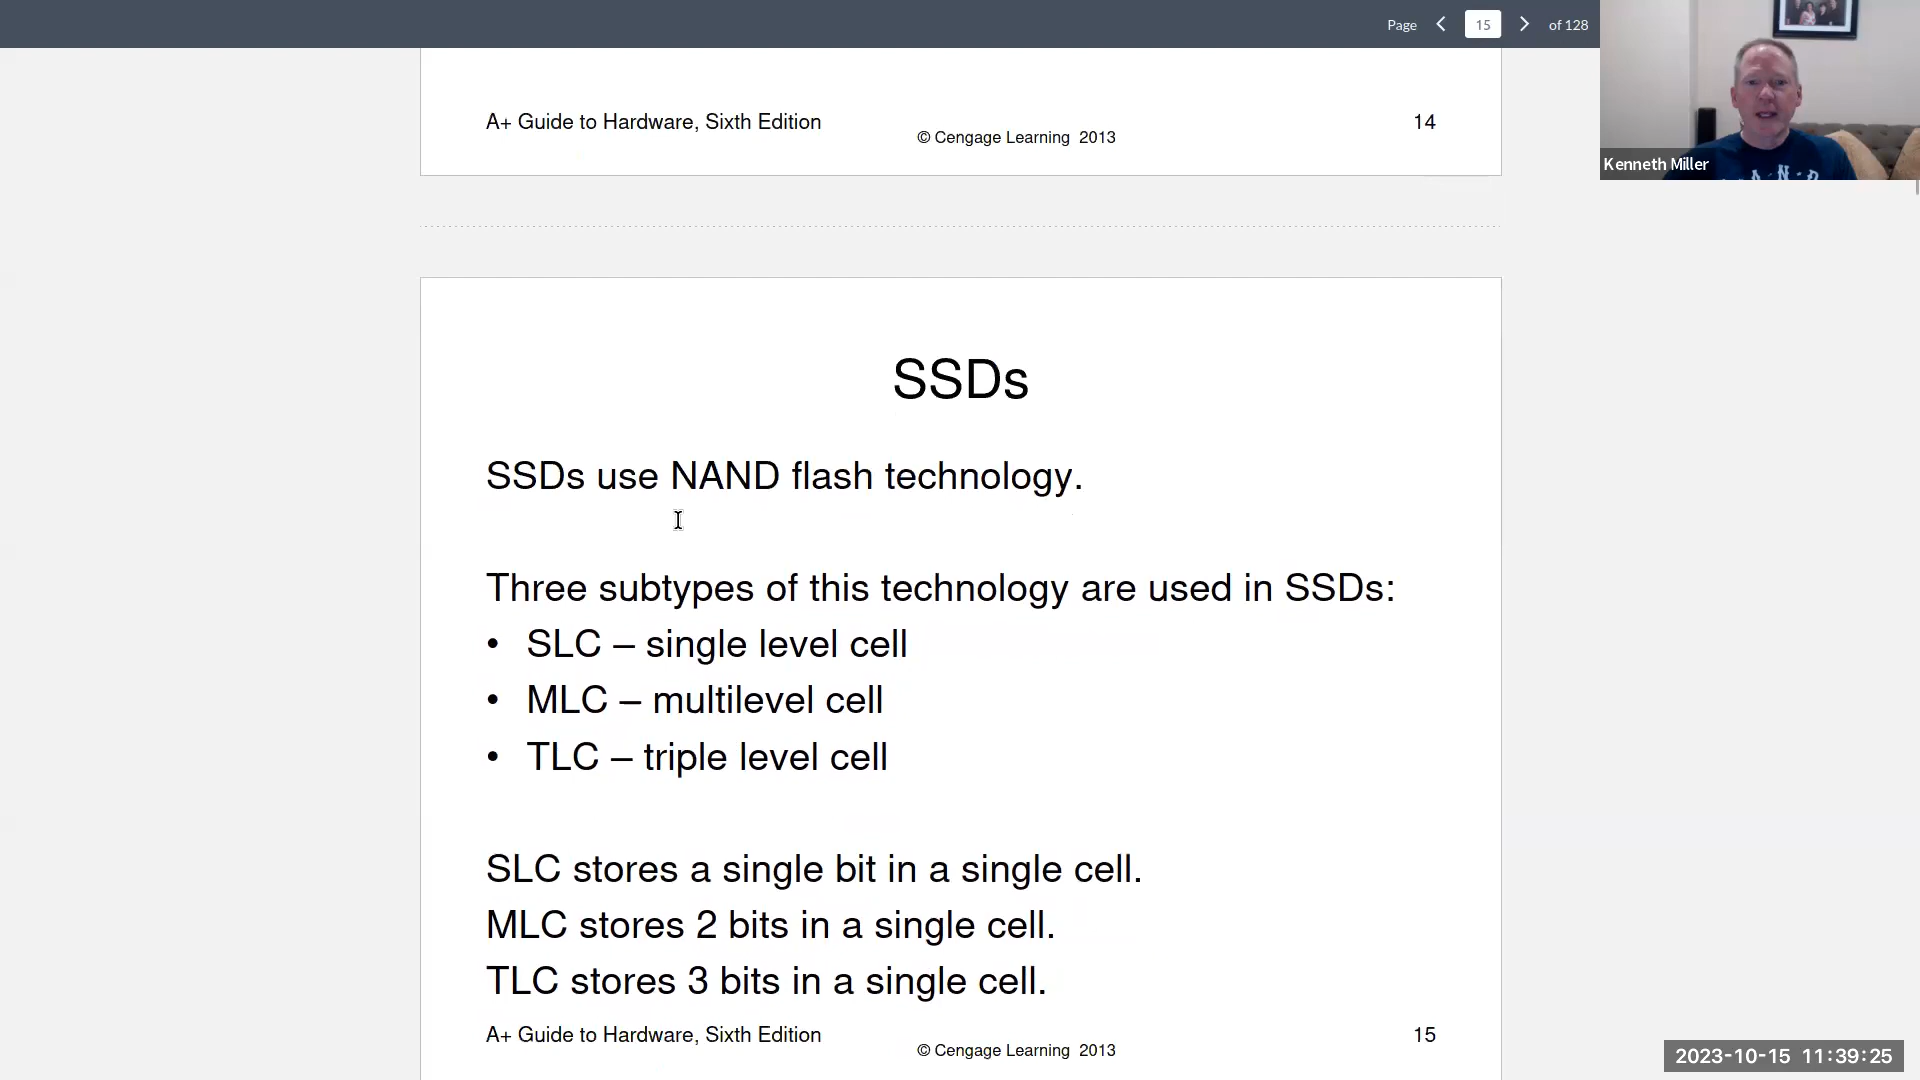 Page 15 of 128
A+ Guide to Hardware, Sixth Edition
© Cengage Learning 2013
14
Kenneth Miller
SSDs
SSDs use NAND flash technology.
Three subtypes of this technology are used in SSDs:
• SLC – single level cell
• MLC – multilevel cell
• TLC – triple level cell
SLC stores a single bit in a single cell.
MLC stores 2 bits in a single cell.
TLC stores 3 bits in a single cell.
A+ Guide to Hardware, Sixth Edition
© Cengage Learning 2013
15
2023-10-15 11:39:25